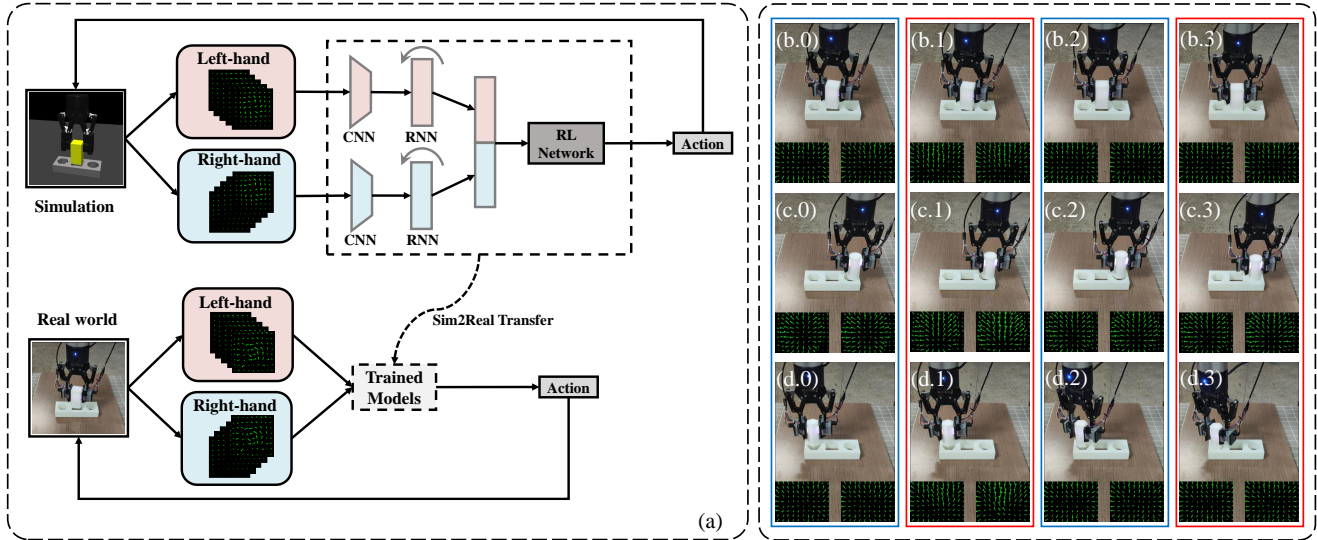 Left-hand
CNN
RNN
Right-hand
CNN
RNN
RL
Network
Action
Simulation
Left-hand
Real world
Right-hand
Sim2Real Transfer
Trained
Models
Action
(a)
(b.0)
(b.1)
(b.2)
(b.3)
(c.0)
(c.1)
(c.2)
(c.3)
(d.0)
(d.1)
(d.2)
(d.3)